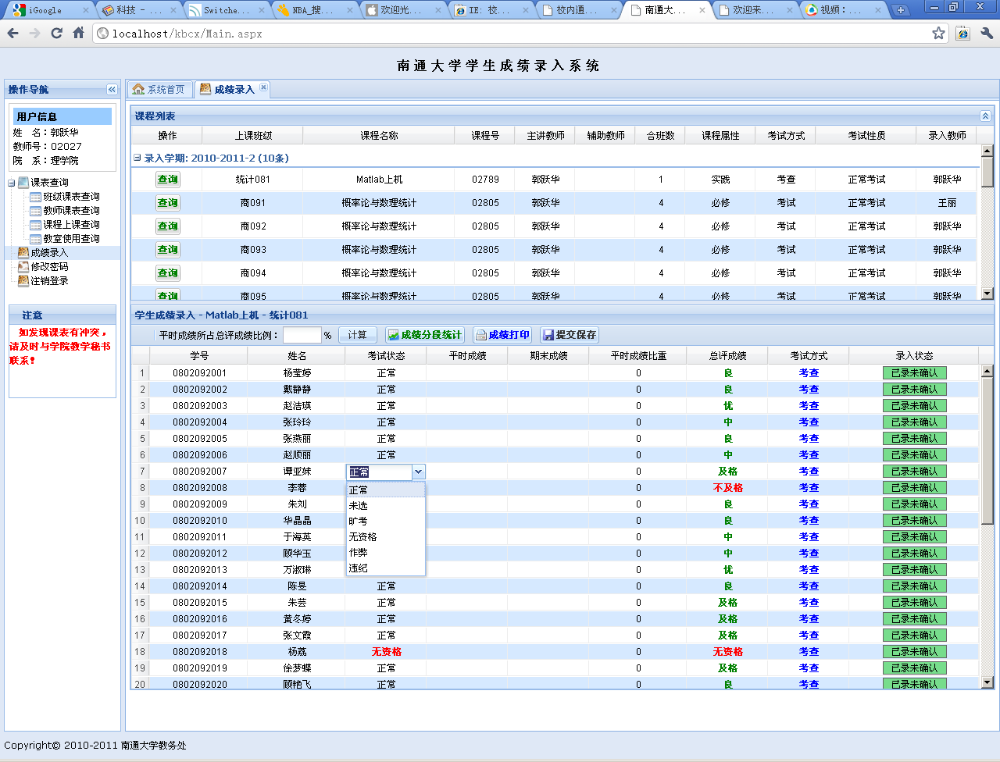 iGoogle 科技 - Switche... NBA_搜... 欢迎光... IE: 校... 校内通... 南通大... 欢迎来... 视频：...
localhost/kbcx/Main.aspx
南通大学学生成绩录入系统
操作导航
系统首页 成绩录入
用户信息
姓 名：郭跃华
教师号：02027
院 系：理学院
课表查询
班级课表查询
教师课表查询
课程上课查询
教室使用查询
成绩录入
修改密码
注销登录
注意
如发现课表有冲突，
请及时与学院教学秘书
联系！
课程列表
操作 上课班级 课程名称 课程号 主讲教师 辅助教师 合班数 课程属性 考试方式 考试性质 录入教师
录入学期: 2010-2011-2 (10条)
查询 统计081 Matlab上机 02789 郭跃华 1 实践 考查 正常考试 郭跃华
查询 商091 概率论与数理统计 02805 郭跃华 4 必修 考试 正常考试 王丽
查询 商092 概率论与数理统计 02805 郭跃华 4 必修 考试 正常考试 郭跃华
查询 商093 概率论与数理统计 02805 郭跃华 4 必修 考试 正常考试 郭跃华
查询 商094 概率论与数理统计 02805 郭跃华 4 必修 考试 正常考试 郭跃华
查询 商095 概率论与数理统计 02805 郭跃华 4 必修 考试 正常考试 郭跃华
学生成绩录入 - Matlab上机 - 统计081
平时成绩所占总评成绩比例： % 计算 成绩分段统计 成绩打印 提交保存
学号 姓名 考试状态 平时成绩 期末成绩 平时成绩比重 总评成绩 考试方式 录入状态
1 0802092001 杨莹婷 正常 0 良 考查 已录未确认
2 0802092002 戴静静 正常 0 良 考查 已录未确认
3 0802092003 赵洁瑛 正常 0 优 考查 已录未确认
4 0802092004 张玲玲 正常 0 中 考查 已录未确认
5 0802092005 张燕丽 正常 0 良 考查 已录未确认
6 0802092006 赵顺丽 正常 0 中 考查 已录未确认
7 0802092007 谭亚妹 正常 0 及格 考查 已录未确认
8 0802092008 李蓉 0 不及格 考查 已录未确认
9 0802092009 朱刘 0 良 考查 已录未确认
10 0802092010 华晶晶 0 良 考查 已录未确认
11 0802092011 于海英 0 中 考查 已录未确认
12 0802092012 顾华玉 0 中 考查 已录未确认
13 0802092013 万淑琳 0 优 考查 已录未确认
正常
未选
旷考
无资格
作弊
违纪
14 0802092014 陈昱 正常 0 良 考查 已录未确认
15 0802092015 朱芸 正常 0 及格 考查 已录未确认
16 0802092016 黄冬婷 正常 0 及格 考查 已录未确认
17 0802092017 张文霞 正常 0 及格 考查 已录未确认
18 0802092018 杨荔 无资格 0 无资格 考查 已录未确认
19 0802092019 徐梦蝶 正常 0 及格 考查 已录未确认
20 0802092020 顾艳飞 正常 0 良 考查 已录未确认
Copyright© 2010-2011 南通大学教务处